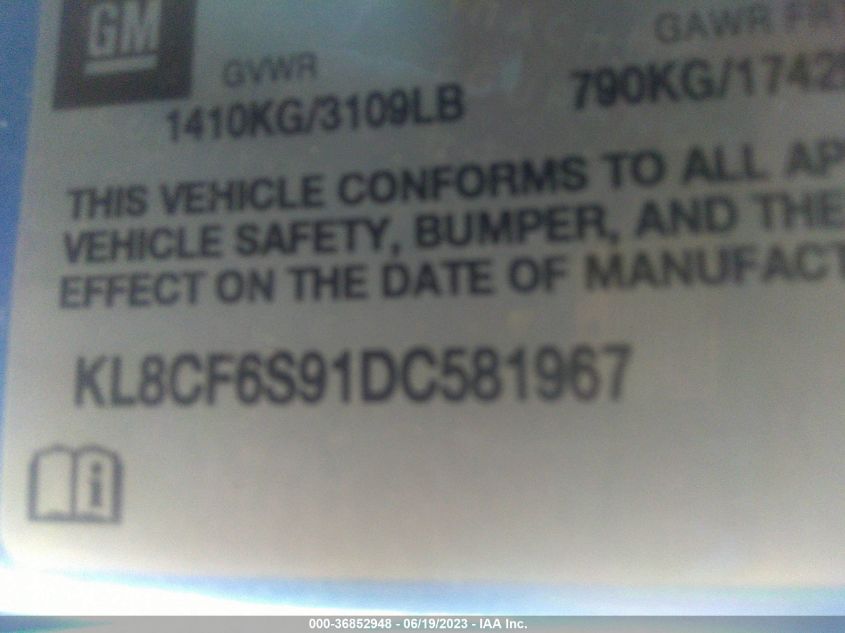 GM
GAWR FR
GVWR
790KG/1742
1410KG/3109LB
THIS VEHICLE CONFORMS TO ALL AP
VEHICLE SAFETY, BUMPER, AND THE
EFFECT ON THE DATE OF MANUFACT
KL8CF6S91DC581967
000-36852948 - 06/19/2023 - IAA Inc.